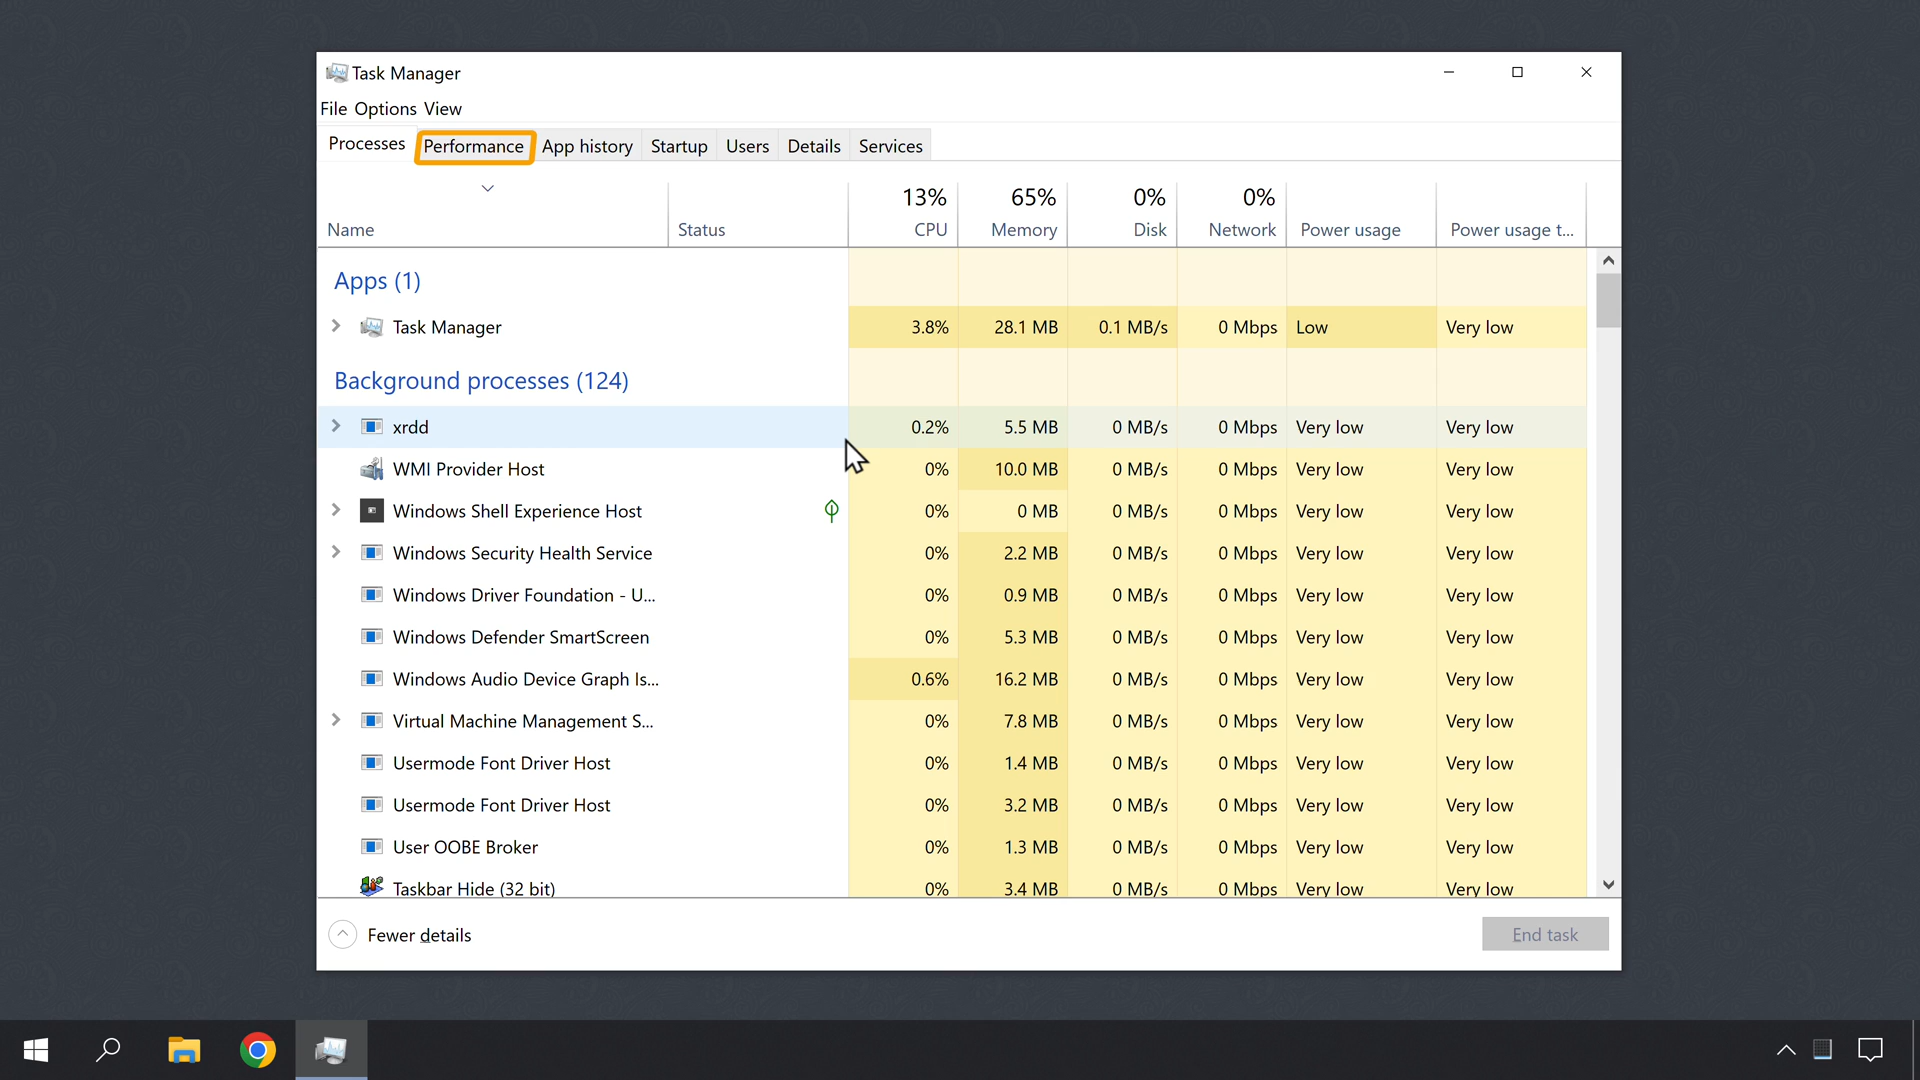 Task Manager
File Options View
Processes Performance App history Startup Users Details Services
13% 65% 0% 0%
Name Status CPU Memory Disk Network Power usage Power usage t...
Apps (1)
Task Manager 3.8% 28.1 MB 0.1 MB/s 0 Mbps Low Very low
Background processes (124)
xrdd 0.2% 5.5 MB 0 MB/s 0 Mbps Very low Very low
WMI Provider Host 0% 10.0 MB 0 MB/s 0 Mbps Very low Very low
Windows Shell Experience Host 0% 0 MB 0 MB/s 0 Mbps Very low Very low
Windows Security Health Service 0% 2.2 MB 0 MB/s 0 Mbps Very low Very low
Windows Driver Foundation - U... 0% 0.9 MB 0 MB/s 0 Mbps Very low Very low
Windows Defender SmartScreen 0% 5.3 MB 0 MB/s 0 Mbps Very low Very low
Windows Audio Device Graph Is... 0.6% 16.2 MB 0 MB/s 0 Mbps Very low Very low
Virtual Machine Management S... 0% 7.8 MB 0 MB/s 0 Mbps Very low Very low
Usermode Font Driver Host 0% 1.4 MB 0 MB/s 0 Mbps Very low Very low
Usermode Font Driver Host 0% 3.2 MB 0 MB/s 0 Mbps Very low Very low
User OOBE Broker 0% 1.3 MB 0 MB/s 0 Mbps Very low Very low
Taskbar Hide (32 bit) 0% 3.4 MB 0 MB/s 0 Mbps Very low Very low
Fewer details End task